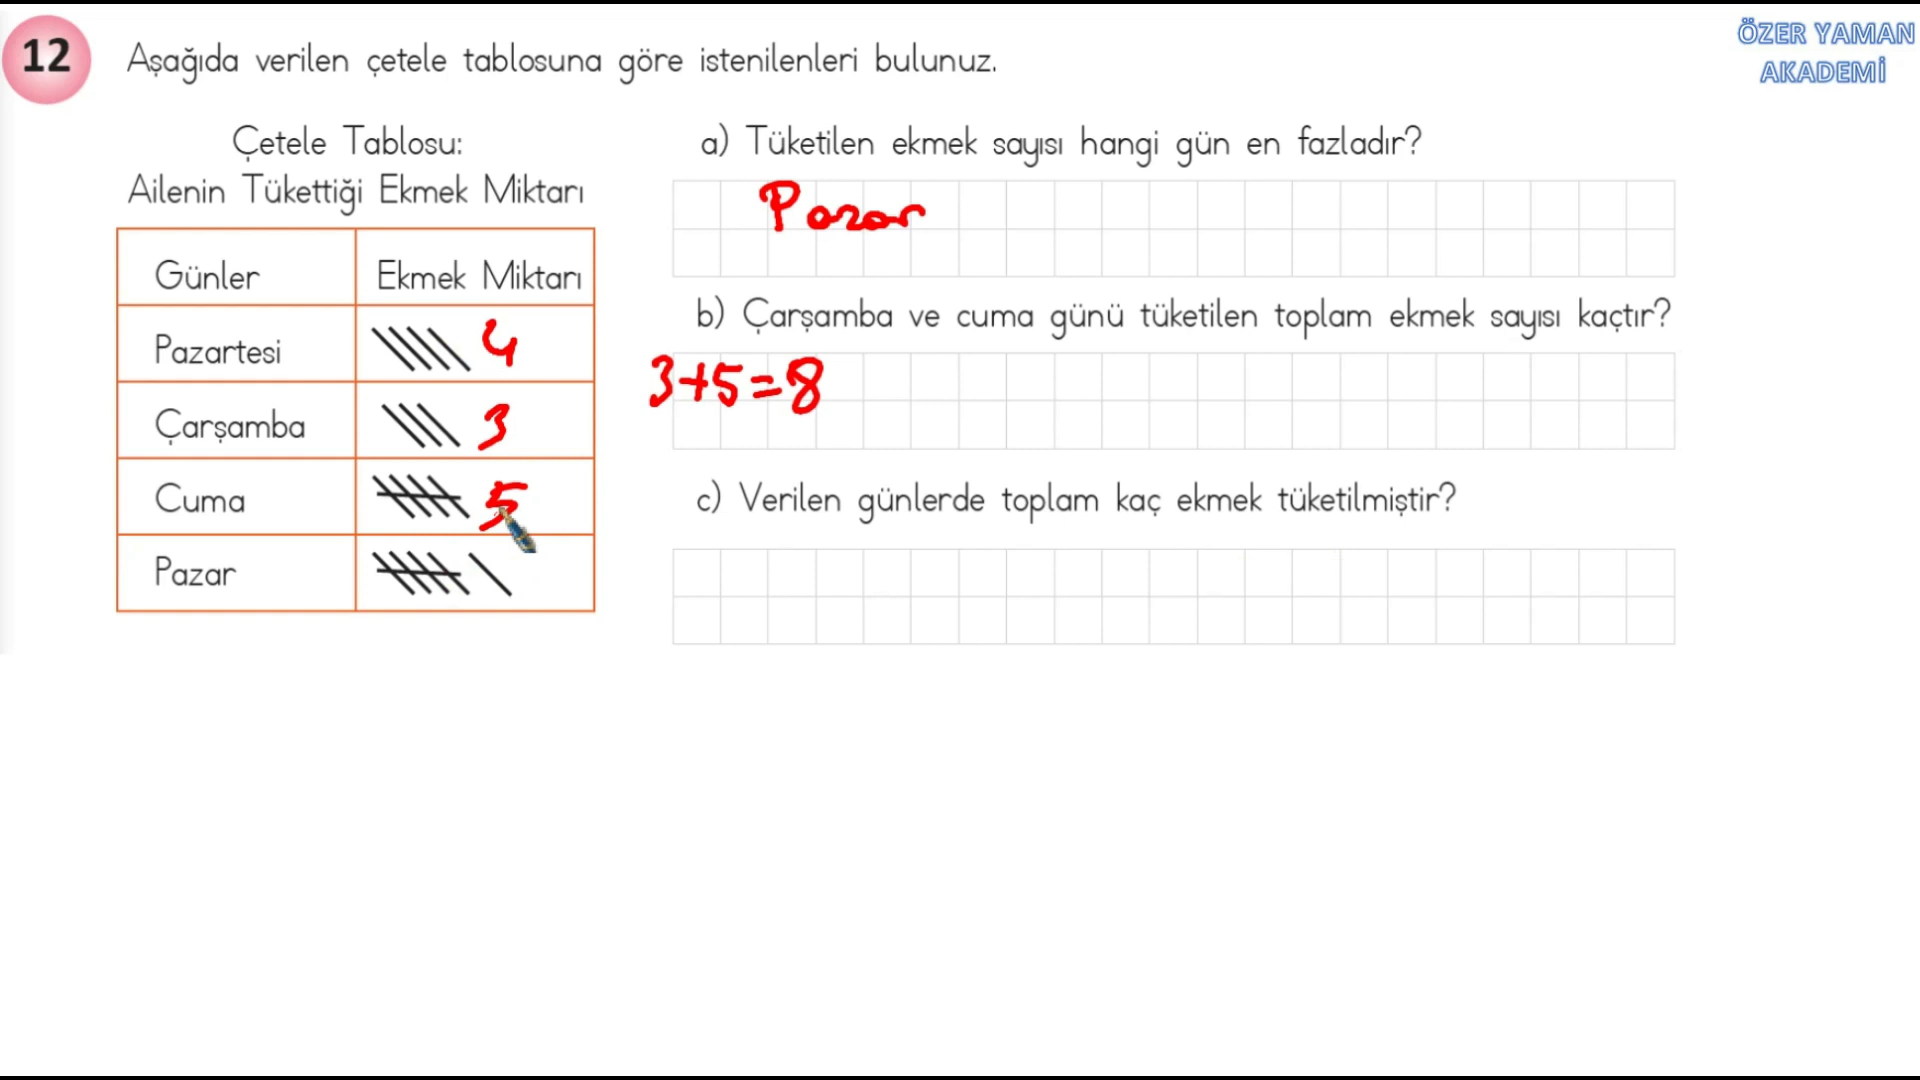 12
Aşağıda verilen çetele tablosuna göre istenilenleri bulunuz.
ÖZER YAMAN
AKADEMİ
Çetele Tablosu:
Ailenin Tükettiği Ekmek Miktarı
Günler Ekmek Miktarı
Pazartesi 4
Çarşamba 3
Cuma 5
Pazar
a) Tüketilen ekmek sayısı hangi gün en fazladır?
Pazar
b) Çarşamba ve cuma günü tüketilen toplam ekmek sayısı kaçtır?
3+5=8
c) Verilen günlerde toplam kaç ekmek tüketilmiştir?